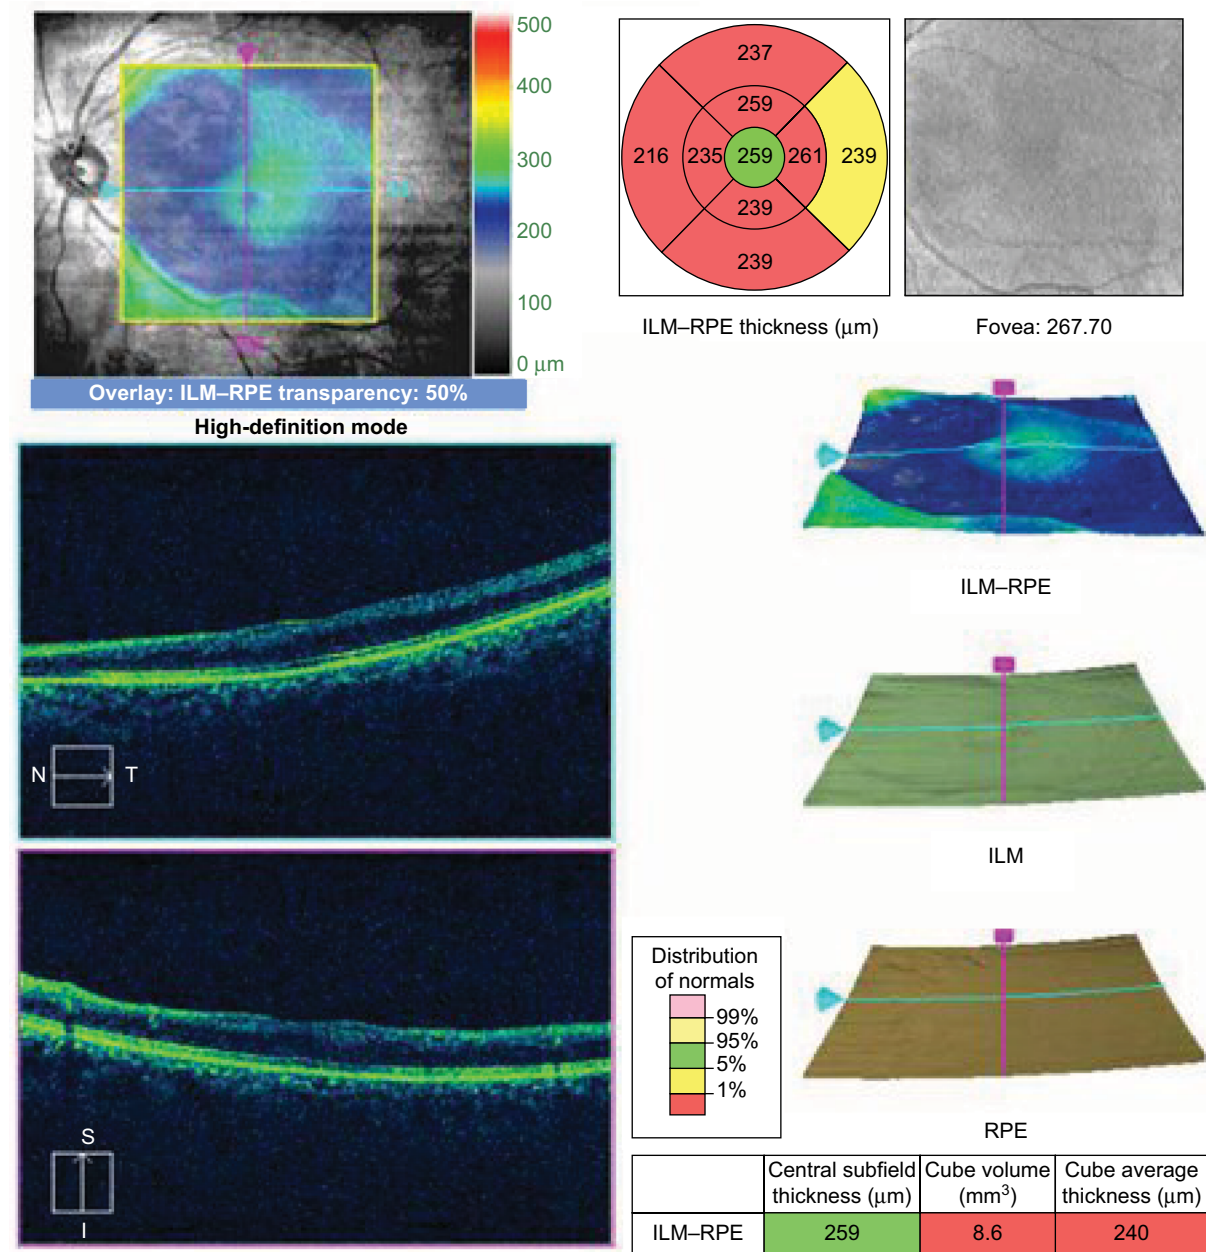 500
400
300
200
100
0 μm
Overlay: ILM–RPE transparency: 50%
237
259
216
235
259
261
239
239
239
ILM–RPE thickness (μm)
Fovea: 267.70
High-definition mode
ILM–RPE
N
T
ILM
S
I
Distribution
of normals
99%
95%
5%
1%
RPE
Central subfield
thickness (μm)
Cube volume
(mm³)
Cube average
thickness (μm)
ILM–RPE
259
8.6
240